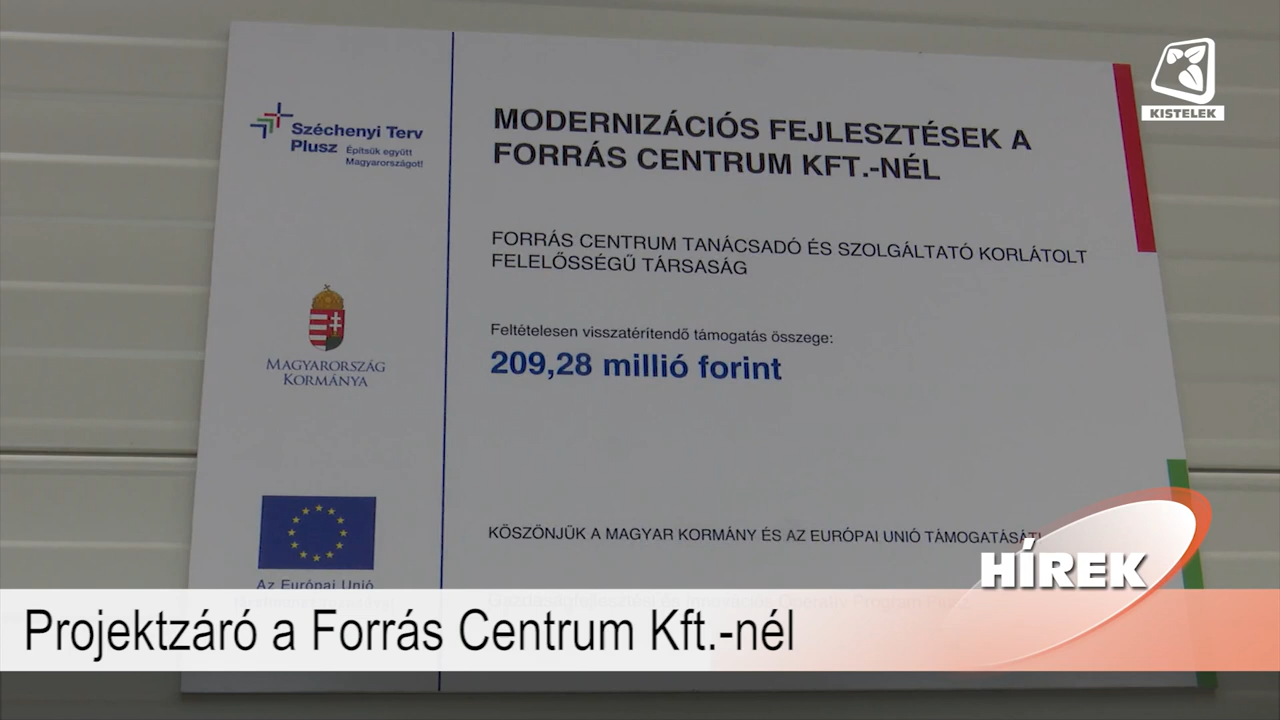 KISTELEK
Széchenyi Terv
Plusz Építsük együtt
Magyarországot!
MODERNIZÁCIÓS FEJLESZTÉSEK A
FORRÁS CENTRUM KFT.-NÉL
FORRÁS CENTRUM TANÁCSADÓ ÉS SZOLGÁLTATÓ KORLÁTOLT
FELELŐSSÉGŰ TÁRSASÁG
MAGYARORSZÁG
KORMÁNYA
Feltételesen visszatérítendő támogatás összege:
209,28 millió forint
KÖSZÖNJÜK A MAGYAR KORMÁNY ÉS AZ EURÓPAI UNIÓ TÁMOGATÁSÁT!
Az Európai Unió
HÍREK
Projektzáró a Forrás Centrum Kft.-nél